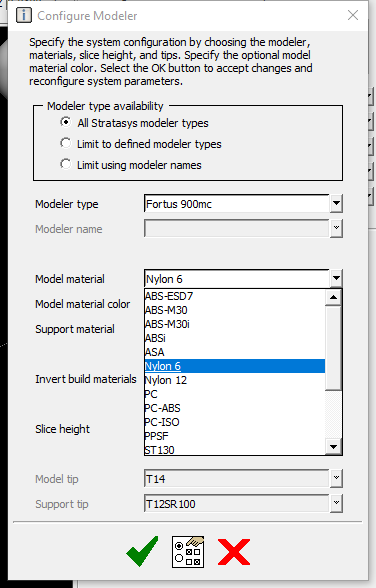 Configure Modeler
Specify the system configuration by choosing the modeler,
materials, slice height, and tips. Specify the optional model
material color. Select the OK button to accept changes and
reconfigure system parameters.
Modeler type availability
All Stratasys modeler types
Limit to defined modeler types
Limit using modeler names
Modeler type
Fortus 900mc
Modeler name
Model material
Nylon 6
Model material color
Support material
Invert build materials
Slice height
ABS-ESD7
ABS-M30
ABS-M30i
ABSi
ASA
Nylon 6
Nylon 12
PC
PC-ABS
PC-ISO
PPSF
ST130
Model tip
T14
Support tip
T12SR100